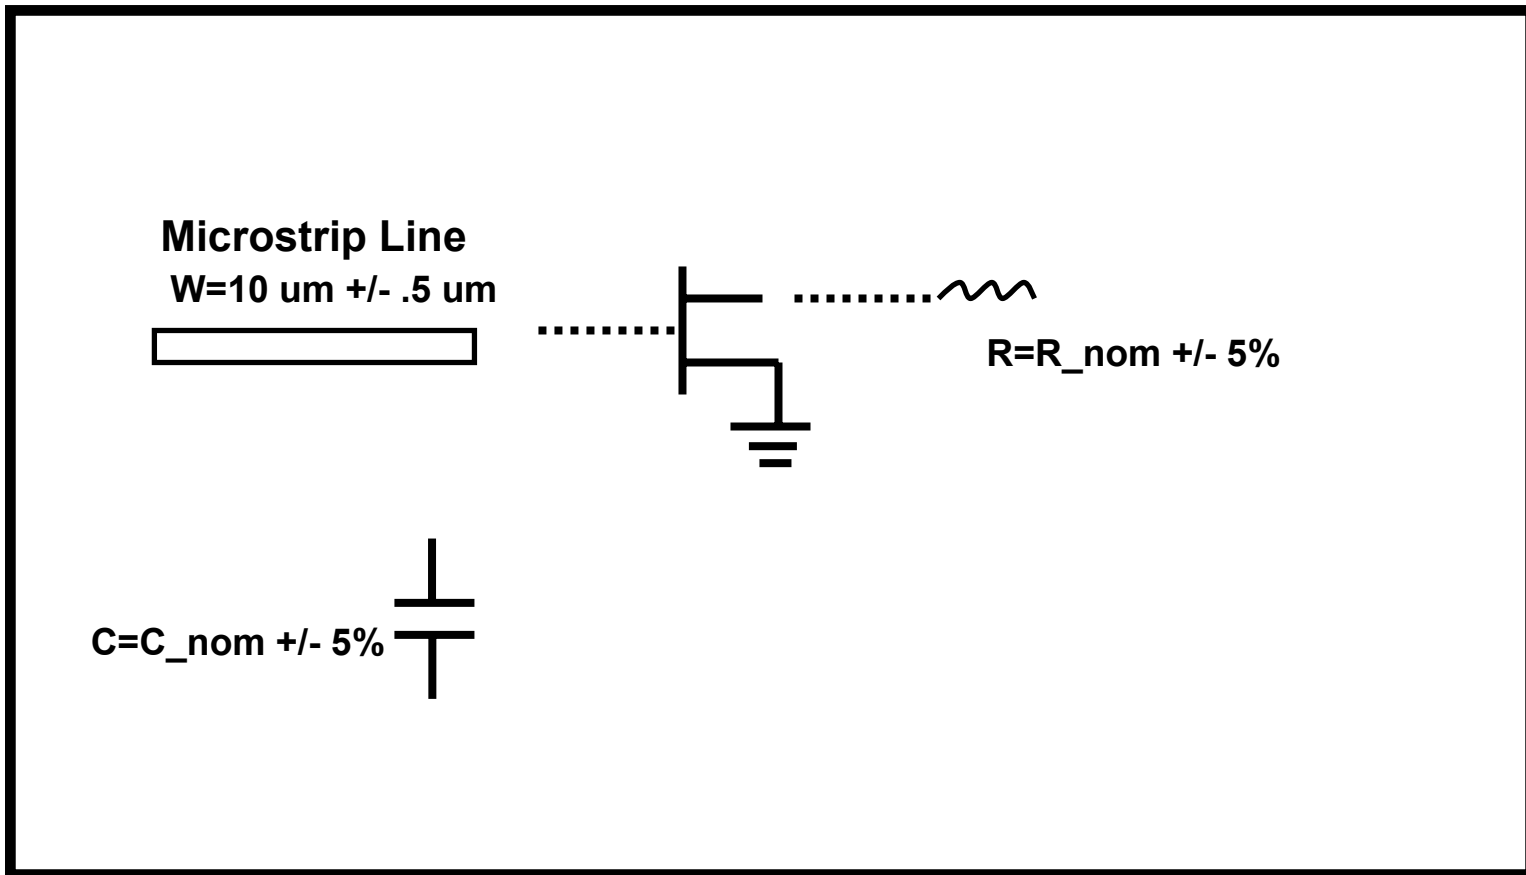 Microstrip Line
W=10 um +/- .5 um
R=R_nom +/- 5%
C=C_nom +/- 5%